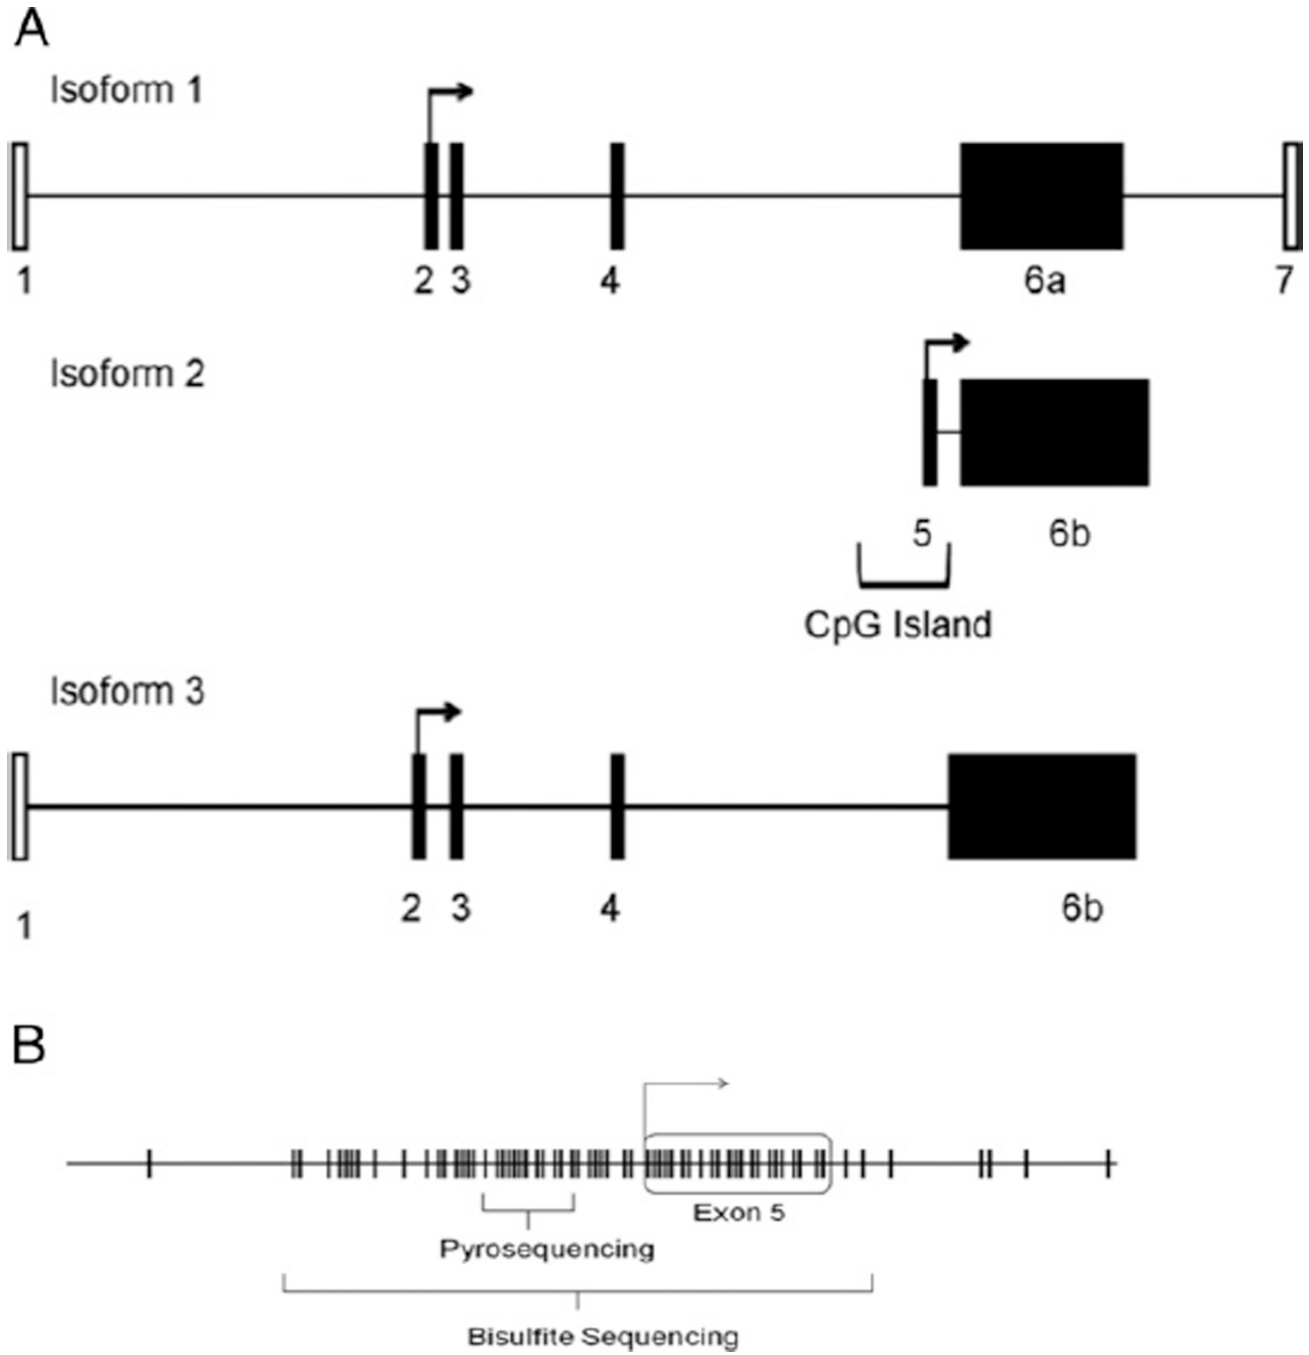 A
Isoform 1
1 2 3 4 6a 7
Isoform 2
5 6b
CpG Island
Isoform 3
1 2 3 4 6b
B
Exon 5
Pyrosequencing
Bisulfite Sequencing